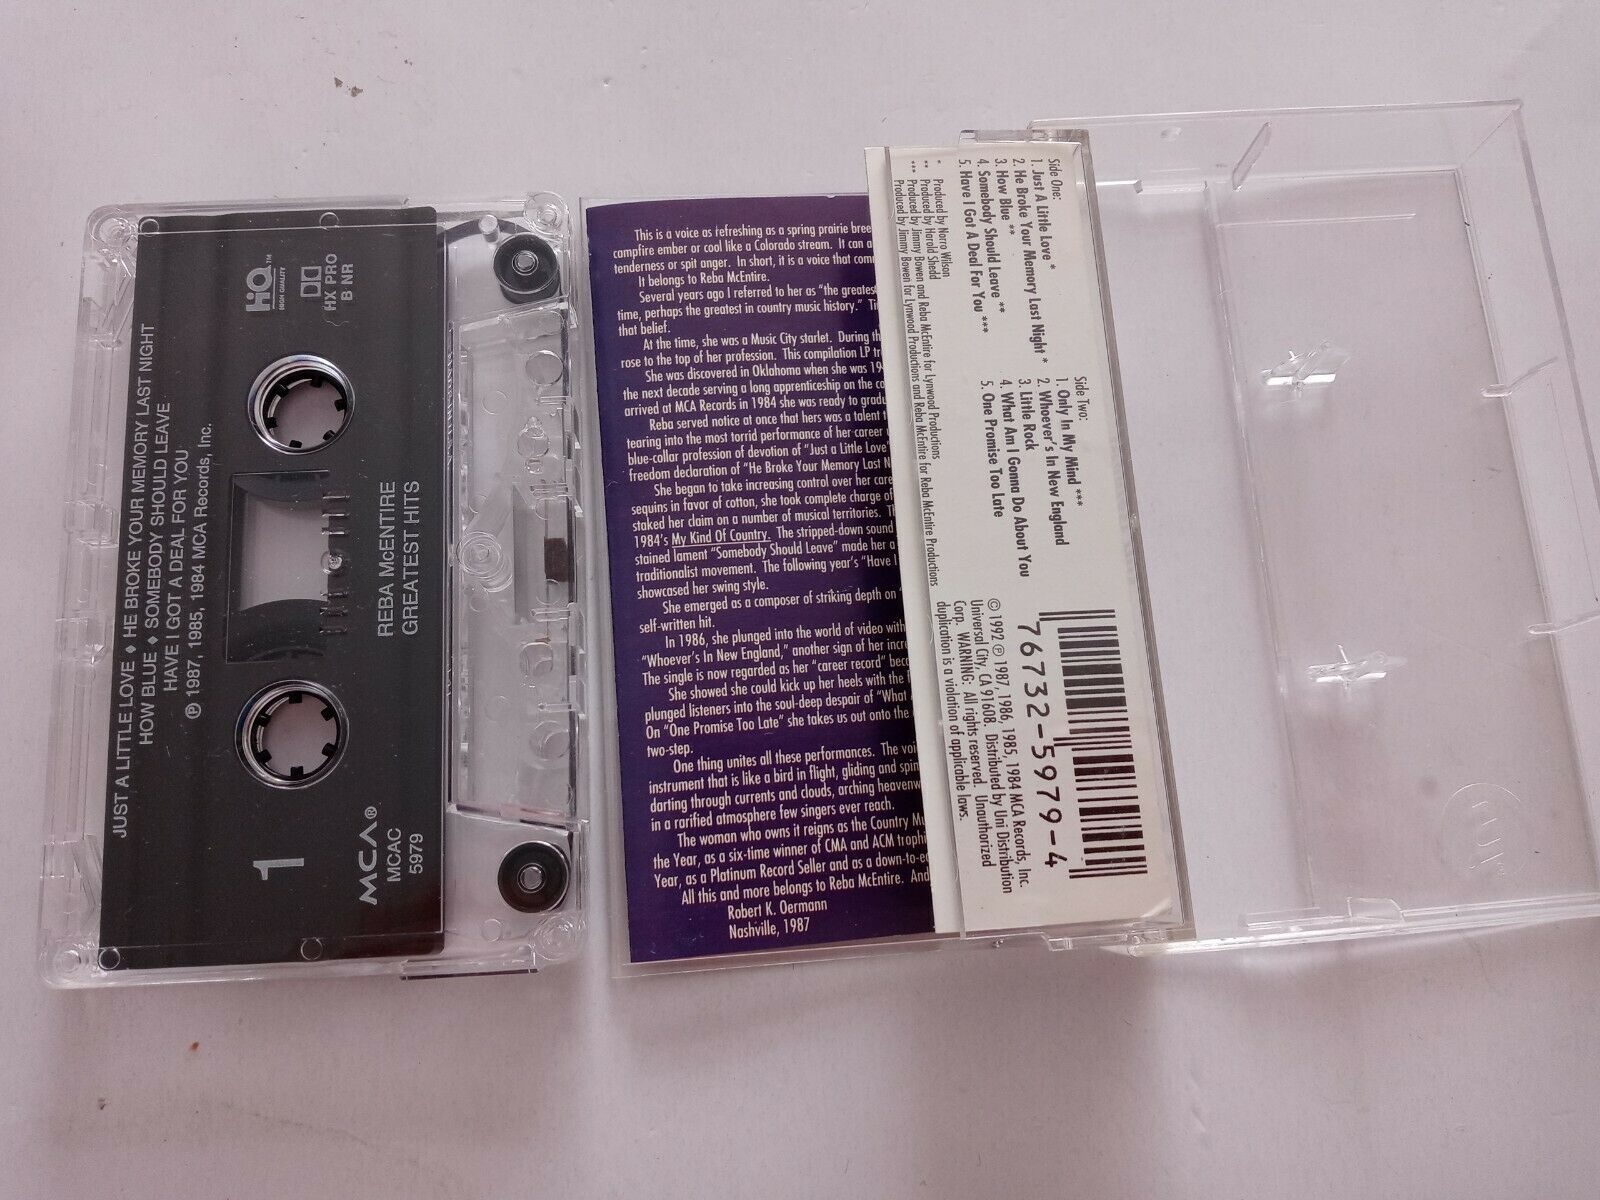 JUST A LITTLE LOVE ♦ HE BROKE YOUR MEMORY LAST NIGHT
HOW BLUE ♦ SOMEBODY SHOULD LEAVE
HAVE I GOT A DEAL FOR YOU
℗ 1987, 1985, 1984 MCA Records, Inc.
HiQ™
HIGH QUALITY
HX PRO
B NR
REBA McENTIRE
GREATEST HITS
1
MCA®
MCAC
5979
This is a voice as refreshing as a spring prairie bree
campfire ember or cool like a Colorado stream. It can a
tenderness or spit anger. In short, it is a voice that com
It belongs to Reba McEntire.
Several years ago I referred to her as "the greatest
time, perhaps the greatest in country music history." Ti
that belief.
At the time, she was a Music City starlet. During th
rose to the top of her profession. This compilation LP tr
She was discovered in Oklahoma when she was 19
the next decade serving a long apprenticeship on the co
arrived at MCA Records in 1984 she was ready to gradu
Reba served notice at once that hers was a talent t
tearing into the most torrid performance of her career
blue-collar profession of devotion of "Just a Little Love"
freedom declaration of "He Broke Your Memory Last N
She began to take increasing control over her care
sequins in favor of cotton, she took complete charge of
staked her claim on a number of musical territories. Th
1984's My Kind Of Country. The stripped-down sound
stained lament "Somebody Should Leave" made her a
traditionalist movement. The following year's "Have I
showcased her swing style.
She emerged as a composer of striking depth on "
self-written hit.
In 1986, she plunged into the world of video with
"Whoever's In New England," another sign of her incre
The single is now regarded as her "career record" beca
She showed she could kick up her heels with the
plunged listeners into the soul-deep despair of "What
On "One Promise Too Late" she takes us out onto the
two-step.
One thing unites all these performances. The voi
instrument that is like a bird in flight, gliding and spin
darting through currents and clouds, arching heavenw
in a rarified atmosphere few singers ever reach.
The woman who owns it reigns as the Country Mu
the Year, as a six-time winner of CMA and ACM troph
Year, as a Platinum Record Seller and as a down-to-e
All this and more belongs to Reba McEntire. And
Robert K. Oermann
Nashville, 1987
Side One:
1. Just A Little Love *
2. He Broke Your Memory Last Night *
3. How Blue **
4. Somebody Should Leave **
5. Have I Got A Deal For You ***
* Produced by Norro Wilson
** Produced by Harold Shedd
*** Produced by Jimmy Bowen and Reba McEntire for Lynwood Productions
Produced by Jimmy Bowen for Lynwood Productions and Reba McEntire for Reba McEntire Productions
Side Two:
1. Only In My Mind ***
2. Whoever's In New England
3. Little Rock
4. What Am I Gonna Do About You
5. One Promise Too Late
76732-5979-4
© 1992 ℗ 1987, 1986, 1985, 1984 MCA Records, Inc.
Universal City, CA 91608. Distributed by Uni Distribution
Corp. WARNING: All rights reserved. Unauthorized
duplication is a violation of applicable laws.